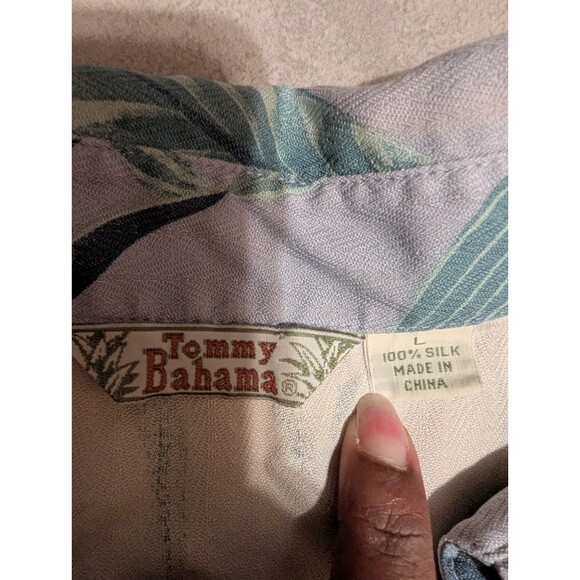 Tommy
Bahama®
L
100% SILK
MADE IN
CHINA